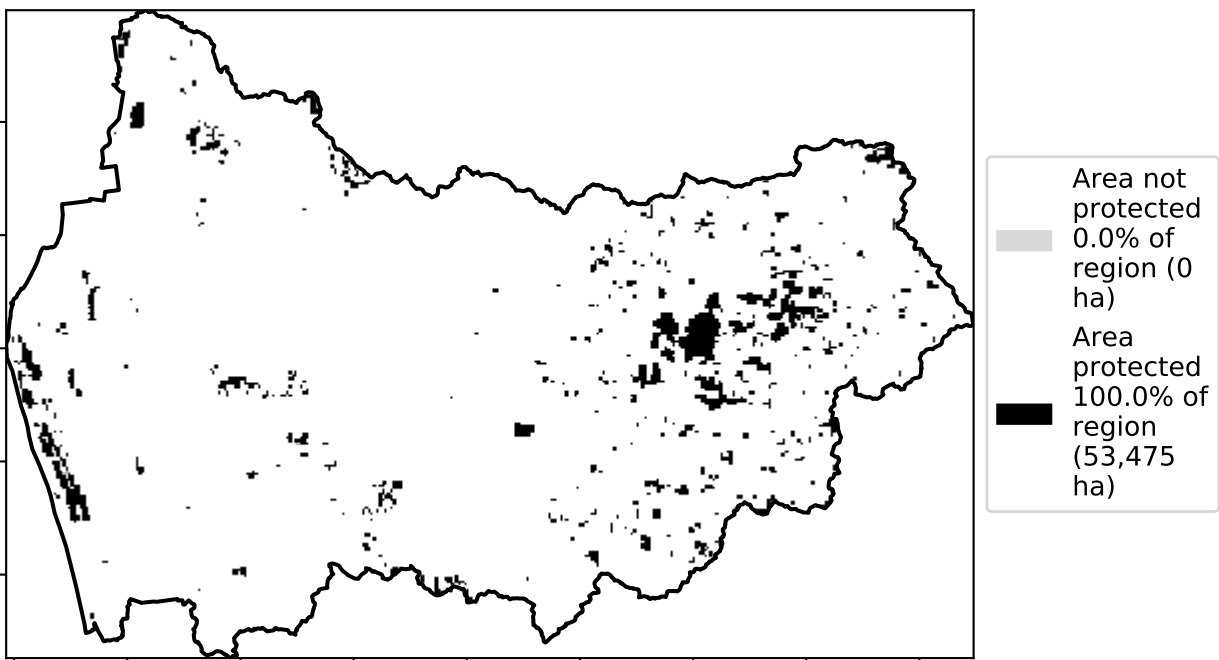 Area not
protected
0.0% of
region (0
ha)
Area
protected
100.0% of
region
(53,475
ha)